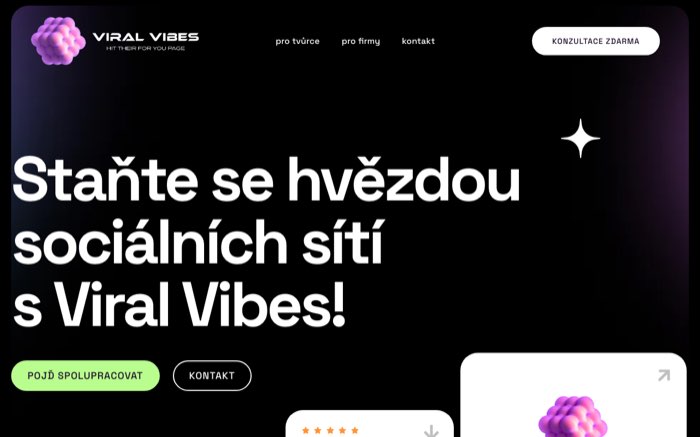 VIRAL VIBES
HIT THEIR FOR YOU PAGE
pro tvůrce
pro firmy
kontakt
KONZULTACE ZDARMA
Staňte se hvězdou
sociálních sítí
s Viral Vibes!
POJĎ SPOLUPRACOVAT
KONTAKT